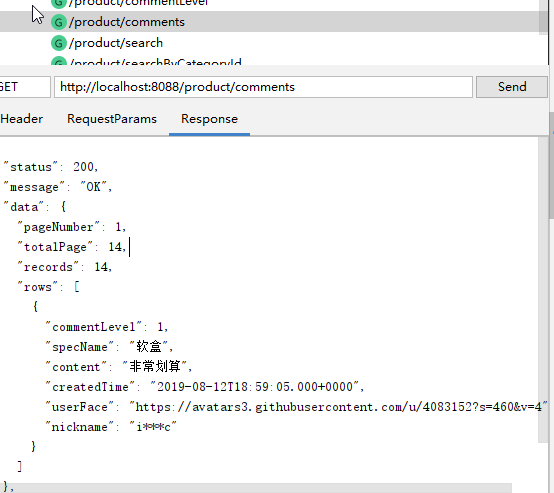 /product/commentLevel
G /product/comments
G /product/search
/product/searchByCategoryId
GET http://localhost:8088/product/comments Send
Header RequestParams Response
"status": 200,
"message": "OK",
"data": {
"pageNumber": 1,
"totalPage": 14,
"records": 14,
"rows": [
{
"commentLevel": 1,
"specName": "软盒",
"content": "非常划算",
"createdTime": "2019-08-12T18:59:05.000+0000",
"userFace": "https://avatars3.githubusercontent.com/u/4083152?s=460&v=4"
"nickname": "i***c"
}
]
},